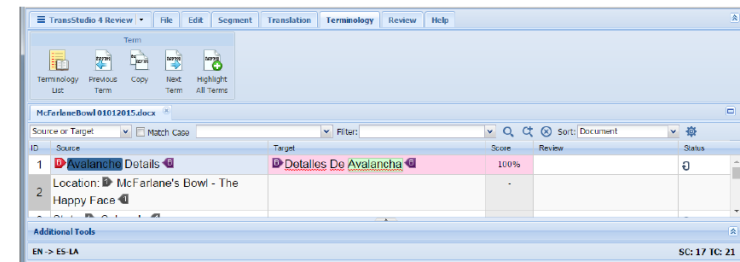 TransStudio 4 Review File Edit Segment Translation Terminology Review Help
Term
Terminology List Previous Term Copy Next Term Highlight All Terms
McFarlaneBowl 01012015.docx
Source or Target Match Case Filter: Sort: Document
ID Source Target Score Review Status
1 Avalanche Details Detalles De Avalancha 100%
2 Location: McFarlane's Bowl - The
Happy Face -
Additional Tools
EN -> ES-LA SC: 17 TC: 21